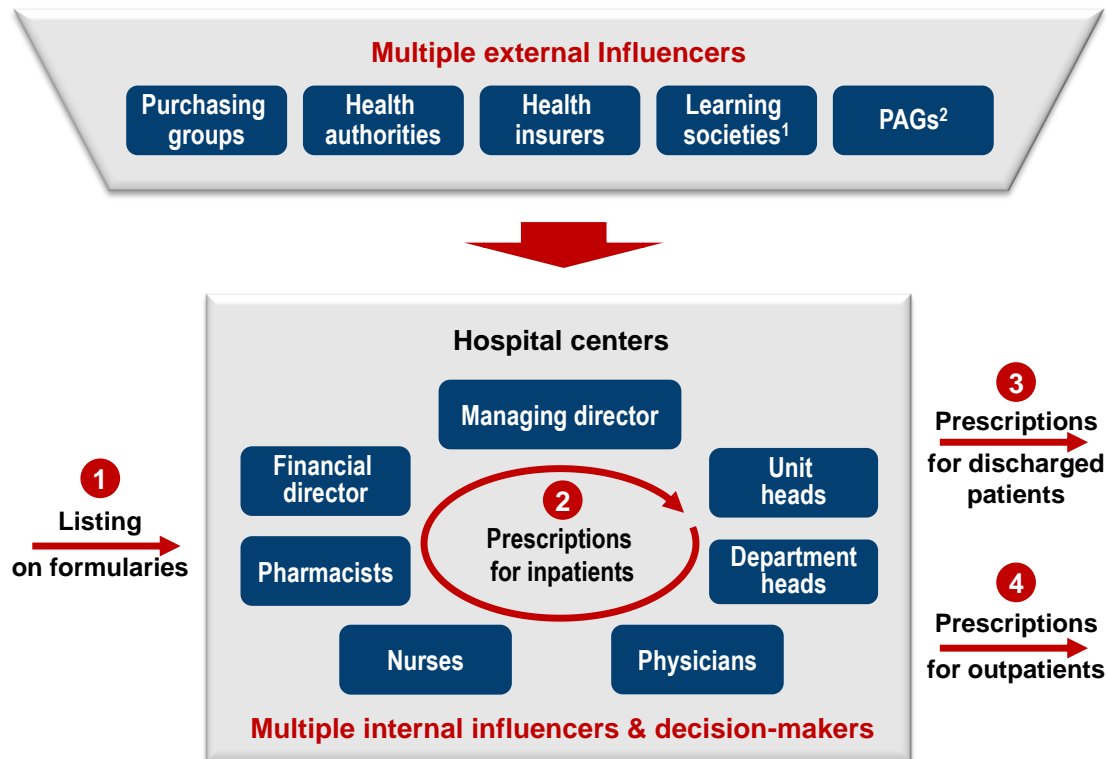 Multiple external Influencers
Purchasing
groups
Health
authorities
Health
insurers
Learning
societies¹
PAGs²
Hospital centers
Managing director
Financial
director
Unit
heads
Pharmacists
Department
heads
Nurses
Physicians
Multiple internal influencers & decision-makers
1
Listing
on formularies
2
Prescriptions
for inpatients
3
Prescriptions
for discharged
patients
4
Prescriptions
for outpatients